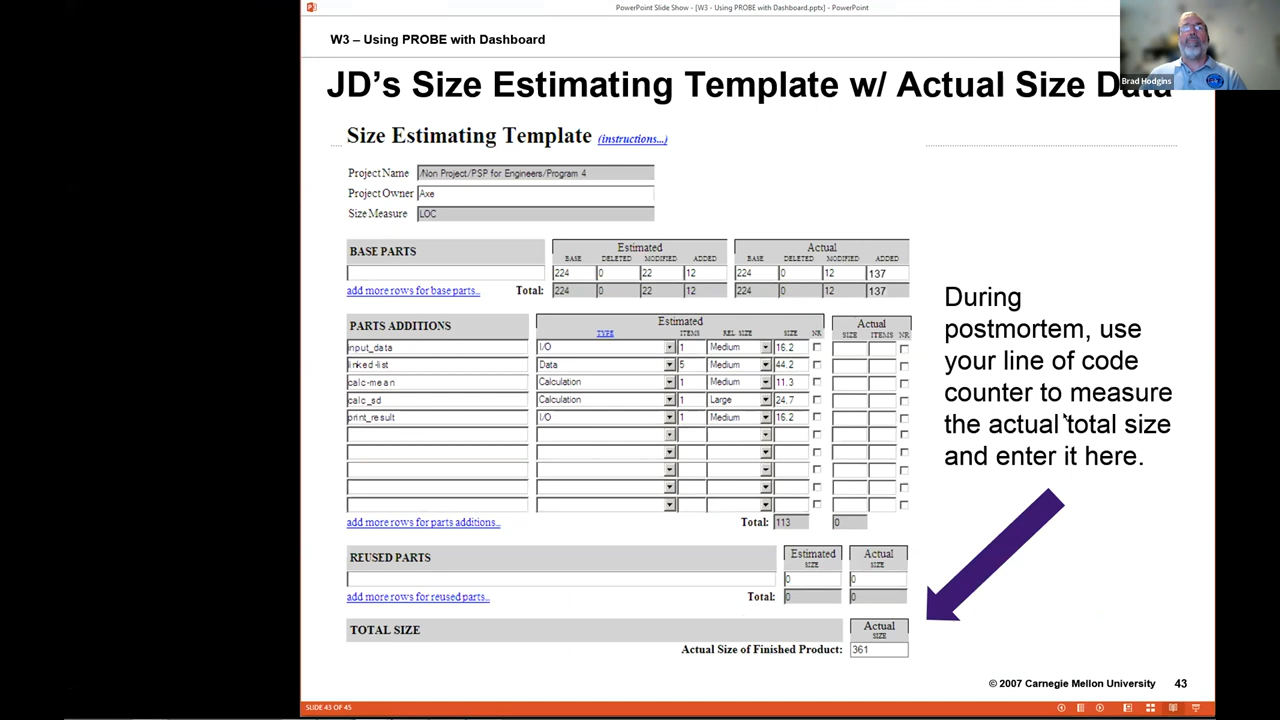 PowerPoint Slide Show - [W3 - Using PROBE with Dashboard.pptx] - PowerPoint
W3 – Using PROBE with Dashboard
Brad Hodgins
JD's Size Estimating Template w/ Actual Size Data
Size Estimating Template (instructions...)
Project Name /Non Project/PSP for Engineers/Program 4
Project Owner Axe
Size Measure LOC
BASE PARTS Estimated Actual
BASE DELETED MODIFIED ADDED BASE DELETED MODIFIED ADDED
224 0 22 12 224 0 12 137
add more rows for base parts... Total: 224 0 22 12 224 0 12 137
PARTS ADDITIONS Estimated Actual
TYPE ITEMS REL. SIZE SIZE NR SIZE ITEMS NR
input_data I/O 1 Medium 16.2
linked-list Data 5 Medium 44.2
calc-mean Calculation 1 Medium 11.3
calc_sd Calculation 1 Large 24.7
print_result I/O 1 Medium 16.2
add more rows for parts additions... Total: 113 0
REUSED PARTS Estimated Actual
SIZE SIZE
0 0
add more rows for reused parts... Total: 0 0
TOTAL SIZE Actual
SIZE
Actual Size of Finished Product: 361
During
postmortem, use
your line of code
counter to measure
the actual total size
and enter it here.
© 2007 Carnegie Mellon University 43
SLIDE 43 OF 45